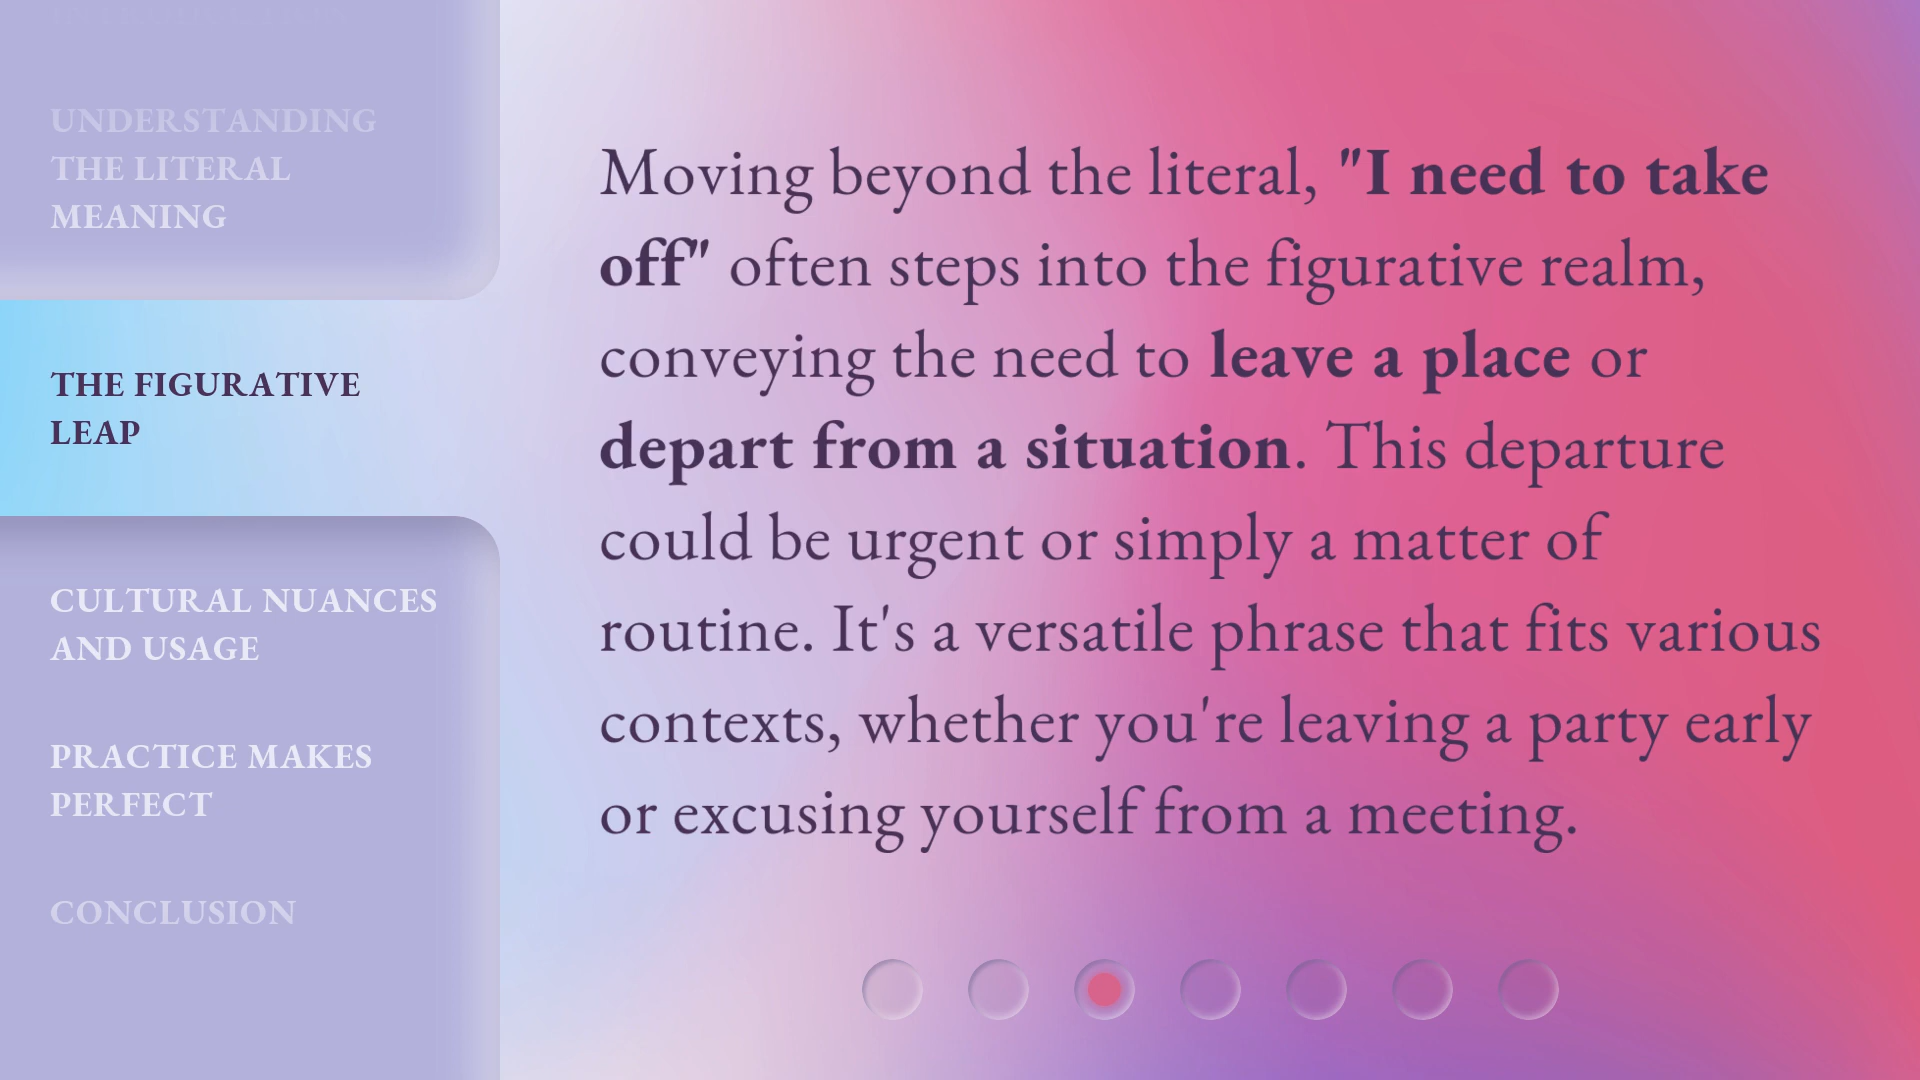 UNDERSTANDING
THE LITERAL
MEANING
THE FIGURATIVE
LEAP
CULTURAL NUANCES
AND USAGE
PRACTICE MAKES
PERFECT
CONCLUSION
Moving beyond the literal, "I need to take
off" often steps into the figurative realm,
conveying the need to leave a place or
depart from a situation. This departure
could be urgent or simply a matter of
routine. It's a versatile phrase that fits various
contexts, whether you're leaving a party early
or excusing yourself from a meeting.